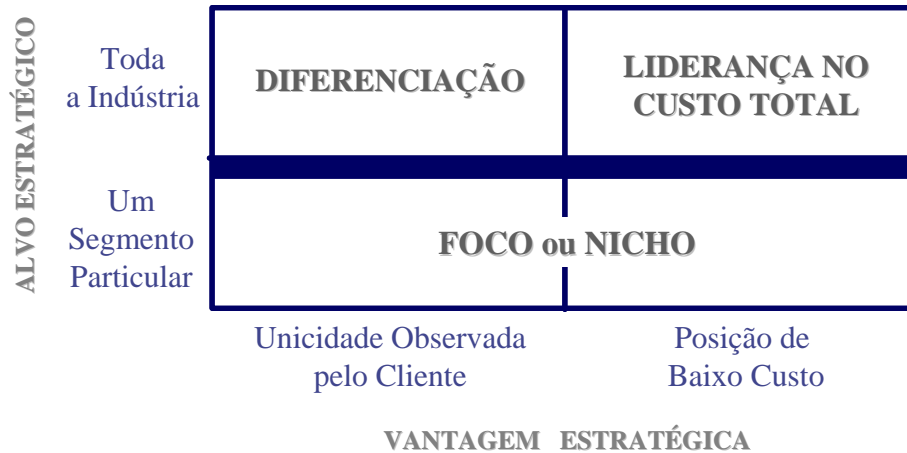 ALVO ESTRATÉGICO
Toda
a Indústria
DIFERENCIAÇÃO
LIDERANÇA NO
CUSTO TOTAL
Um
Segmento
Particular
FOCO ou NICHO
Unicidade Observada
pelo Cliente
Posição de
Baixo Custo
VANTAGEM ESTRATÉGICA